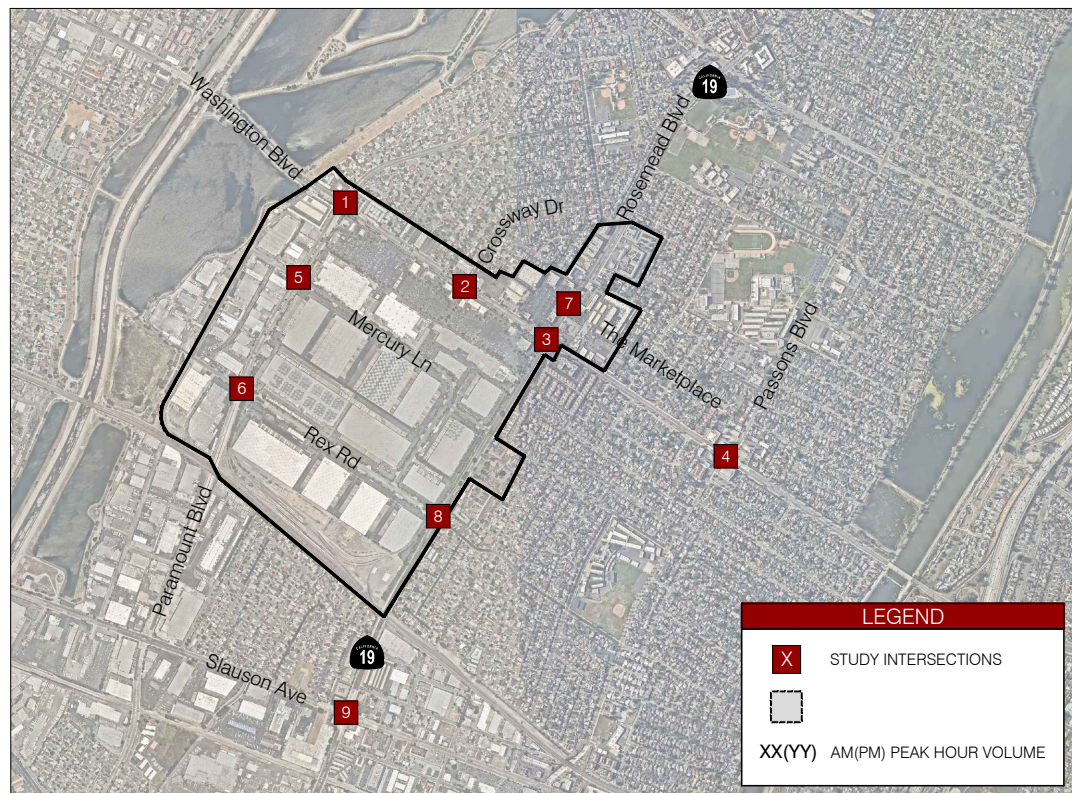 CALIFORNIA
19
Washington Blvd
Rosemead Blvd
1
Crossway Dr
5
2
7
3
Mercury Ln
The Marketplace
Passons Blvd
6
Rex Rd
4
Paramount Blvd
8
CALIFORNIA
19
Slauson Ave
9
LEGEND
X STUDY INTERSECTIONS
XX(YY) AM(PM) PEAK HOUR VOLUME